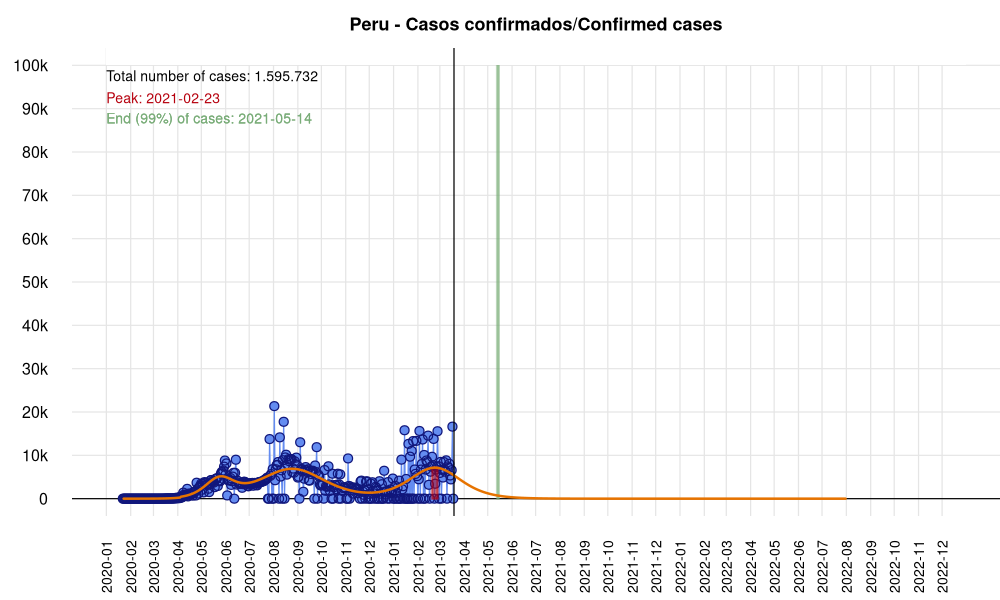 Peru - Casos confirmados/Confirmed cases
Total number of cases: 1.595.732
Peak: 2021-02-23
End (99%) of cases: 2021-05-14
100k
90k
80k
70k
60k
50k
40k
30k
20k
10k
0
2020-01
2020-02
2020-03
2020-04
2020-05
2020-06
2020-07
2020-08
2020-09
2020-10
2020-11
2020-12
2021-01
2021-02
2021-03
2021-04
2021-05
2021-06
2021-07
2021-08
2021-09
2021-10
2021-11
2021-12
2022-01
2022-02
2022-03
2022-04
2022-05
2022-06
2022-07
2022-08
2022-09
2022-10
2022-11
2022-12